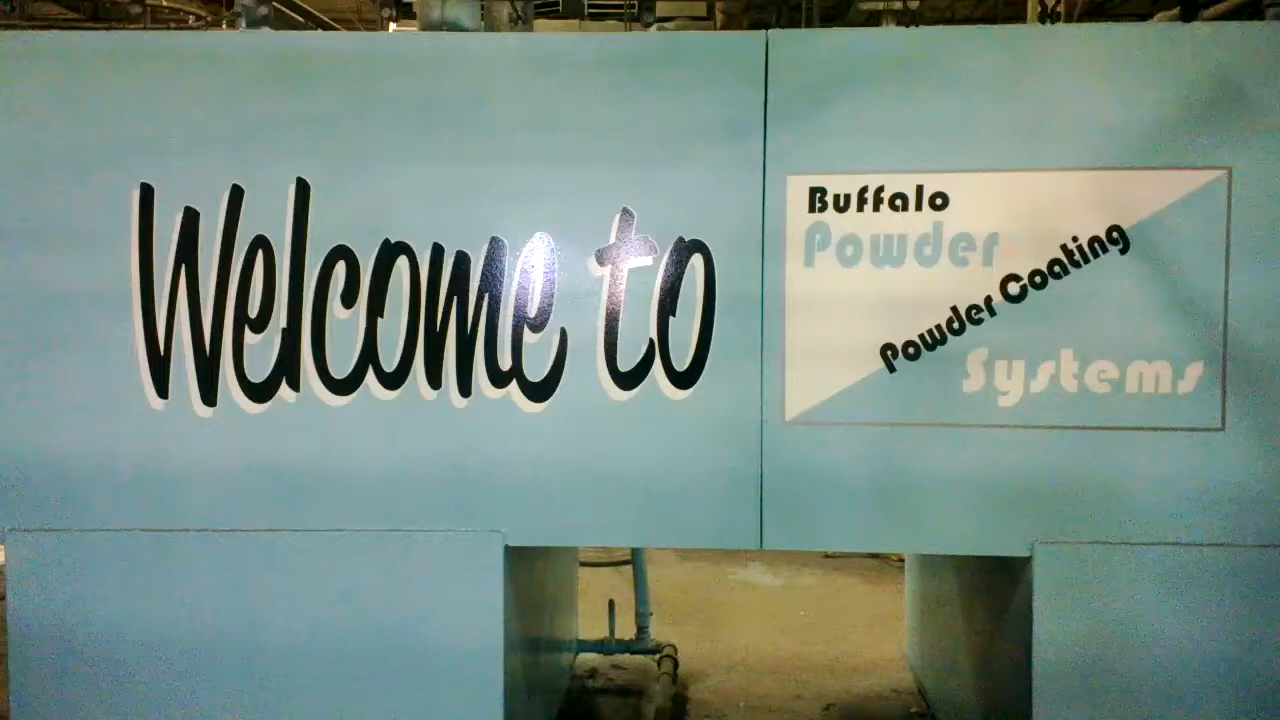 Welcome to
Buffalo
Powder
Powder Coating
Systems